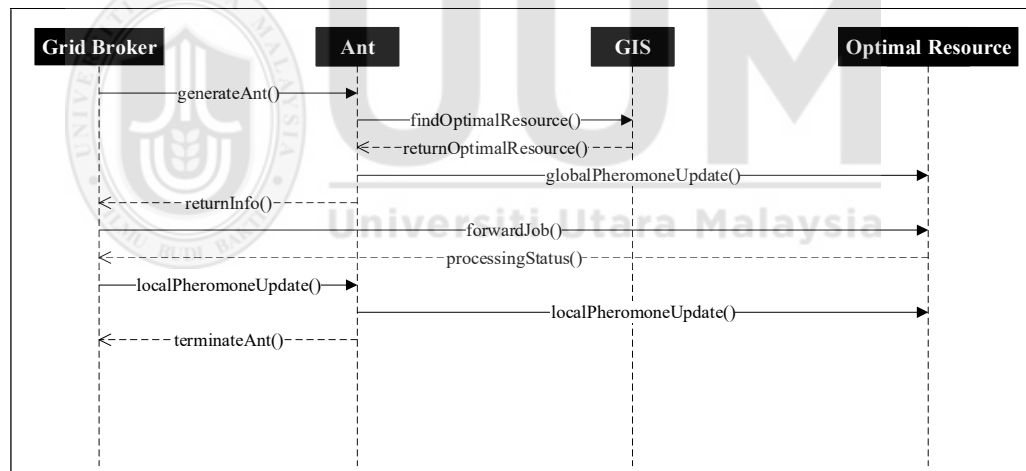 UUM
Grid Broker Ant GIS Optimal Resource
generateAnt()
findOptimalResource()
returnOptimalResource()
globalPheromoneUpdate()
returnInfo()
Universiti Utara Malaysia
forwardJob()
processingStatus()
localPheromoneUpdate()
localPheromoneUpdate()
terminateAnt()